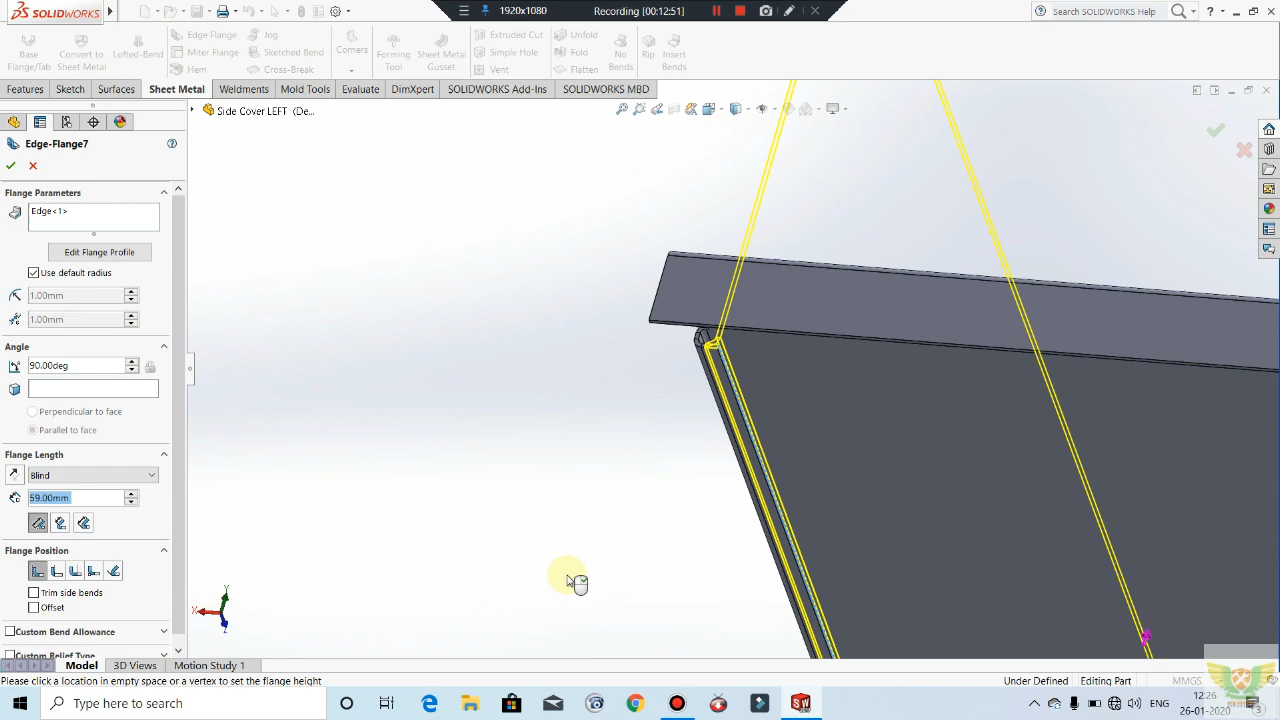 1920x1080
Recording [00:12:51]
SOLIDWORKS
Search SOLIDWORKS Help
Base Flange/Tab
Convert to Sheet Metal
Lofted-Bend
Edge Flange
Miter Flange
Hem
Jog
Sketched Bend
Cross-Break
Corners
Forming Tool
Sheet Metal Gusset
Extruded Cut
Simple Hole
Vent
Unfold
Fold
Flatten
No Bends
Rip
Insert Bends
Features
Sketch
Surfaces
Sheet Metal
Weldments
Mold Tools
Evaluate
DimXpert
SOLIDWORKS Add-Ins
SOLIDWORKS MBD
Side Cover LEFT (De...
Edge-Flange7
Flange Parameters
Edge<1>
Edit Flange Profile
Use default radius
1.00mm
1.00mm
Angle
90.00deg
Perpendicular to face
Parallel to face
Flange Length
Blind
59.00mm
Flange Position
Trim side bends
Offset
Custom Bend Allowance
Custom Relief Type
Y
X
Z
Model
3D Views
Motion Study 1
Please click a location in empty space or a vertex to set the flange height
Under Defined
Editing Part
MMGS
Type here to search
ENG
12:26
26-01-2020
3